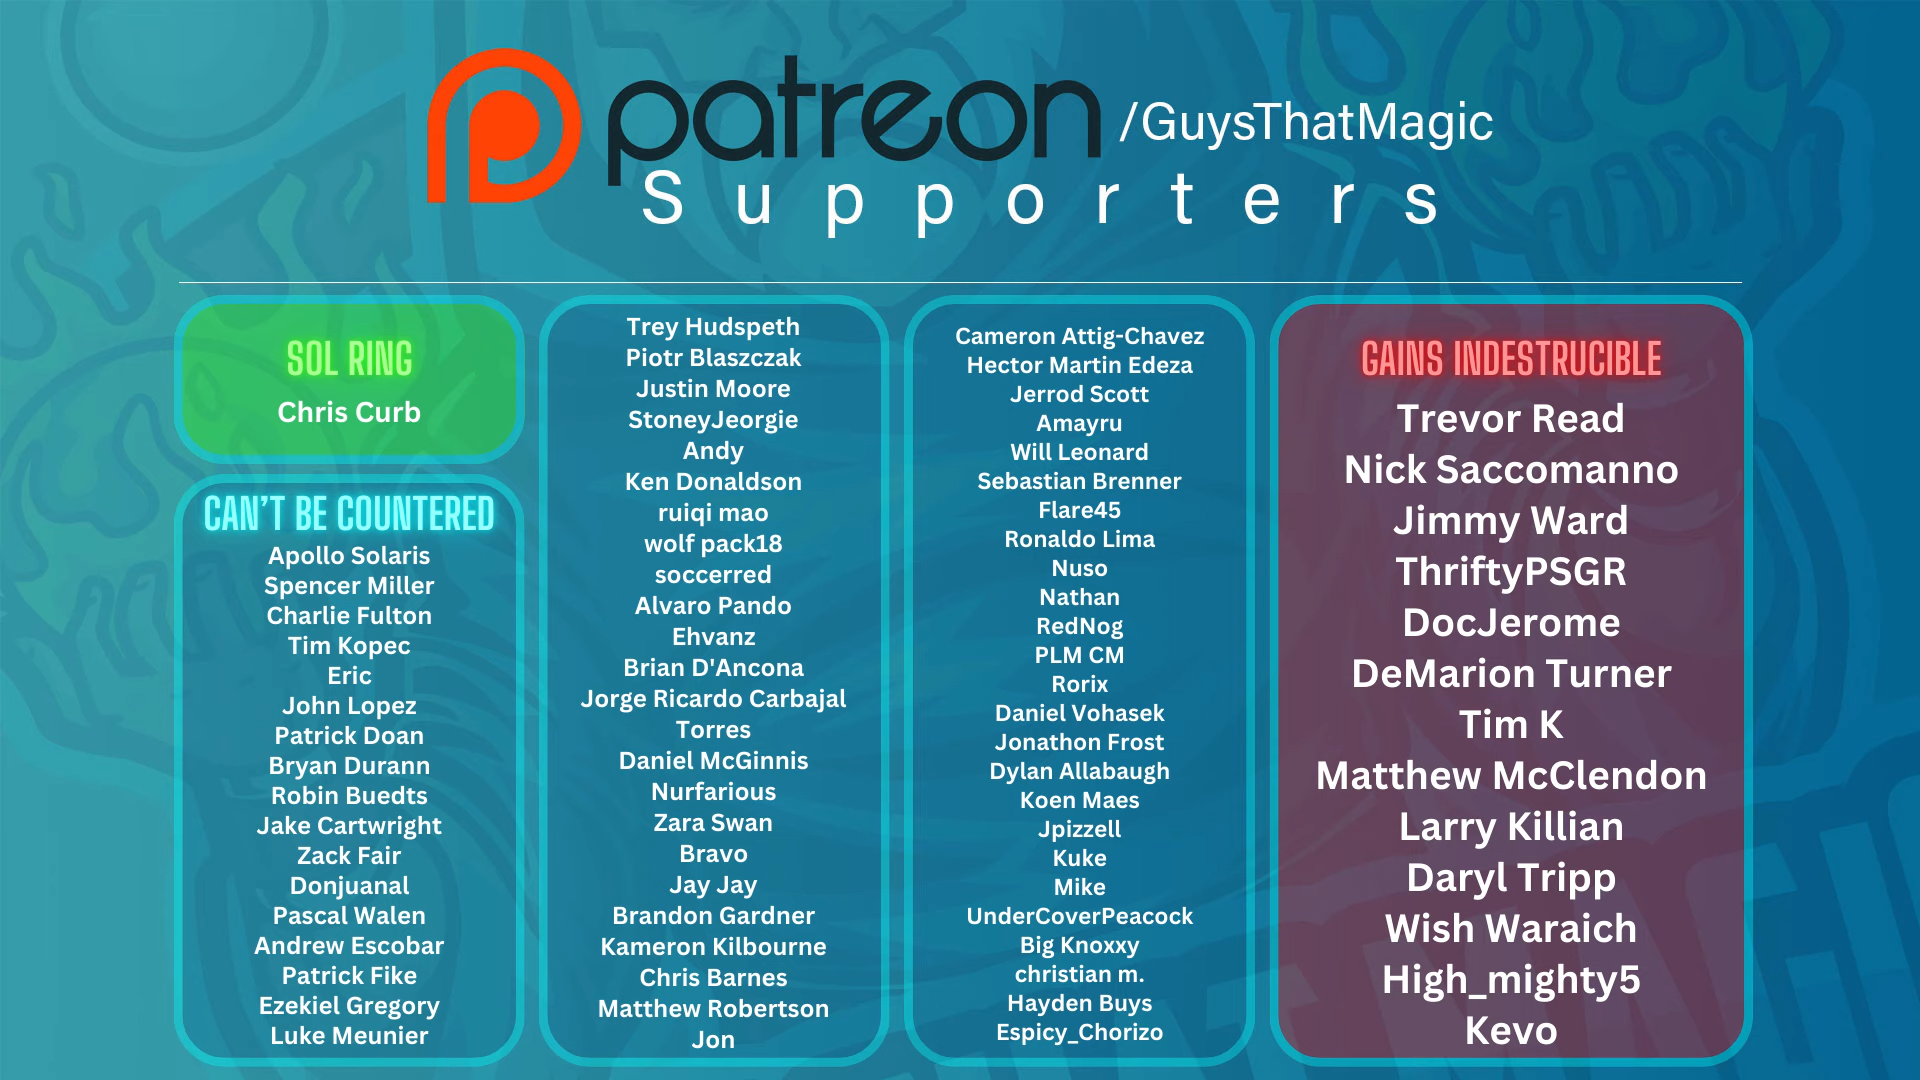 patreon /GuysThatMagic
Supporters
SOL RING
Chris Curb
CAN'T BE COUNTERED
Apollo Solaris
Spencer Miller
Charlie Fulton
Tim Kopec
Eric
John Lopez
Patrick Doan
Bryan Durann
Robin Buedts
Jake Cartwright
Zack Fair
Donjuanal
Pascal Walen
Andrew Escobar
Patrick Fike
Ezekiel Gregory
Luke Meunier
Trey Hudspeth
Piotr Blaszczak
Justin Moore
StoneyJeorgie
Andy
Ken Donaldson
ruiqi mao
wolf pack18
soccerred
Alvaro Pando
Ehvanz
Brian D'Ancona
Jorge Ricardo Carbajal
Torres
Daniel McGinnis
Nurfarious
Zara Swan
Bravo
Jay Jay
Brandon Gardner
Kameron Kilbourne
Chris Barnes
Matthew Robertson
Jon
Cameron Attig-Chavez
Hector Martin Edeza
Jerrod Scott
Amayru
Will Leonard
Sebastian Brenner
Flare45
Ronaldo Lima
Nuso
Nathan
RedNog
PLM CM
Rorix
Daniel Vohasek
Jonathon Frost
Dylan Allabaugh
Koen Maes
Jpizzell
Kuke
Mike
UnderCoverPeacock
Big Knoxxy
christian m.
Hayden Buys
Espicy_Chorizo
GAINS INDESTRUCIBLE
Trevor Read
Nick Saccomanno
Jimmy Ward
ThriftyPSGR
DocJerome
DeMarion Turner
Tim K
Matthew McClendon
Larry Killian
Daryl Tripp
Wish Waraich
High_mighty5
Kevo